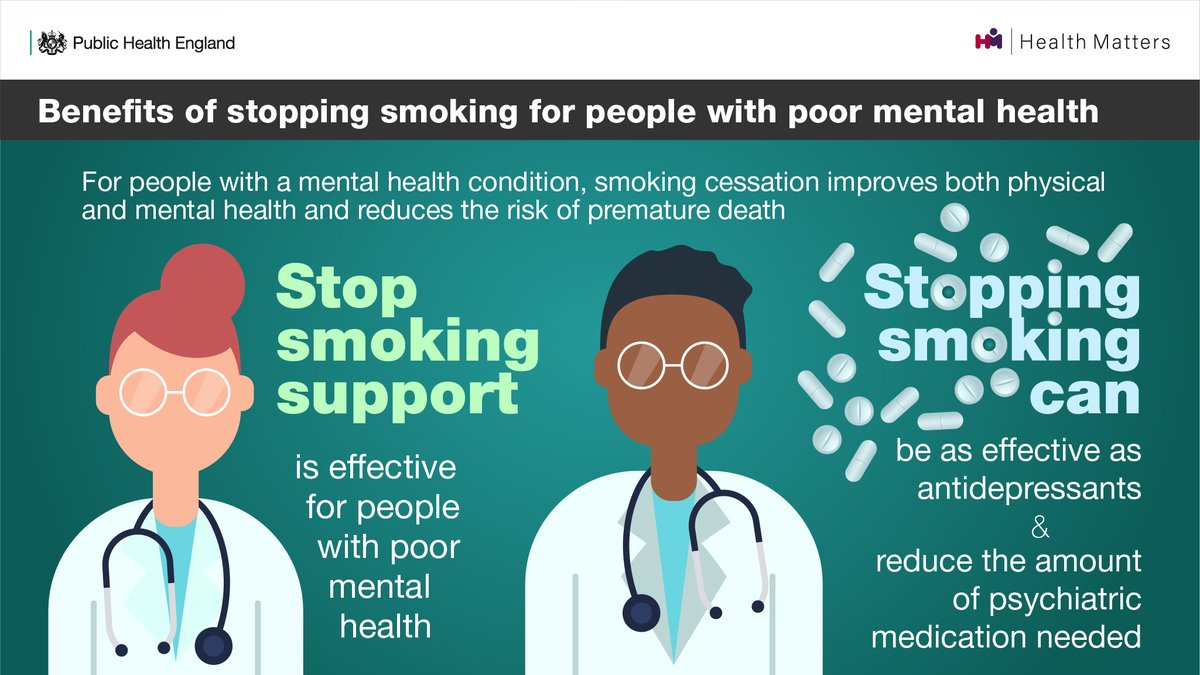 Public Health England
HM Health Matters
Benefits of stopping smoking for people with poor mental health
For people with a mental health condition, smoking cessation improves both physical
and mental health and reduces the risk of premature death
Stop
smoking
support
is effective
for people
with poor
mental
health
Stopping
smoking
can
be as effective as
antidepressants
&
reduce the amount
of psychiatric
medication needed